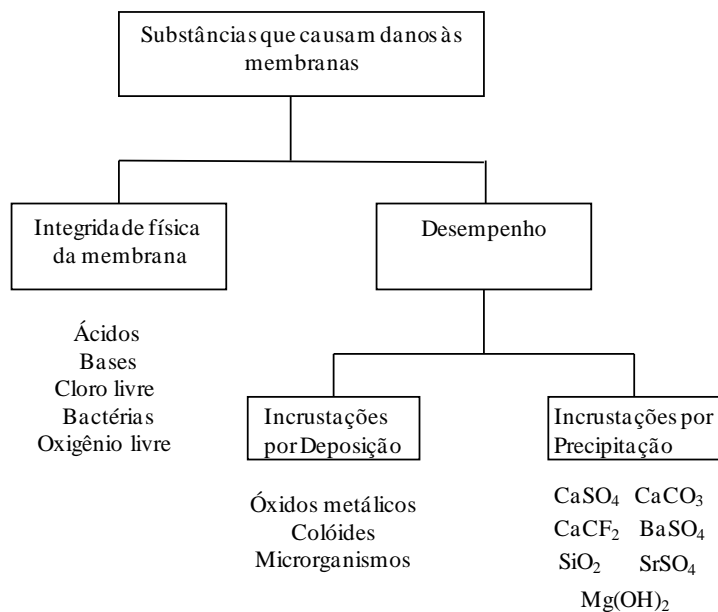 Substâncias que causam danos às
membranas
Integridade física
da membrana
Desempenho
Ácidos
Bases
Cloro livre
Bactérias
Oxigênio livre
Incrustações
por Deposição
Incrustações por
Precipitação
Óxidos metálicos
Colóides
Microrganismos
CaSO₄ CaCO₃
CaCF₂ BaSO₄
SiO₂ SrSO₄
Mg(OH)₂